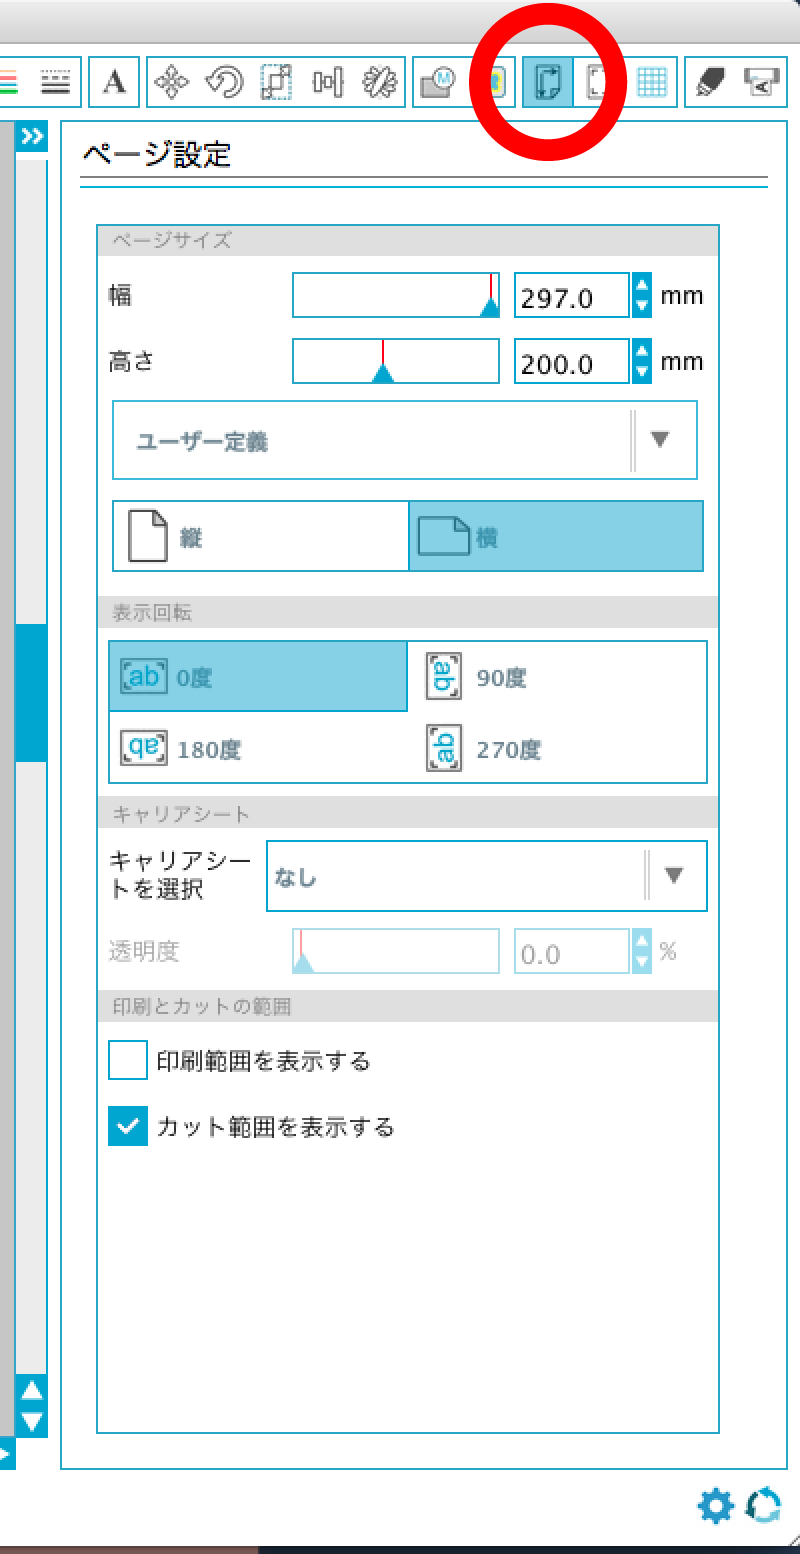 A
M
ページ設定
ページサイズ
幅 297.0 mm
高さ 200.0 mm
ユーザー定義
縦 横
表示回転
ab 0度 ab 90度
ab 180度 ab 270度
キャリアシート
キャリアシー
トを選択
なし
透明度 0.0 %
印刷とカットの範囲
印刷範囲を表示する
カット範囲を表示する